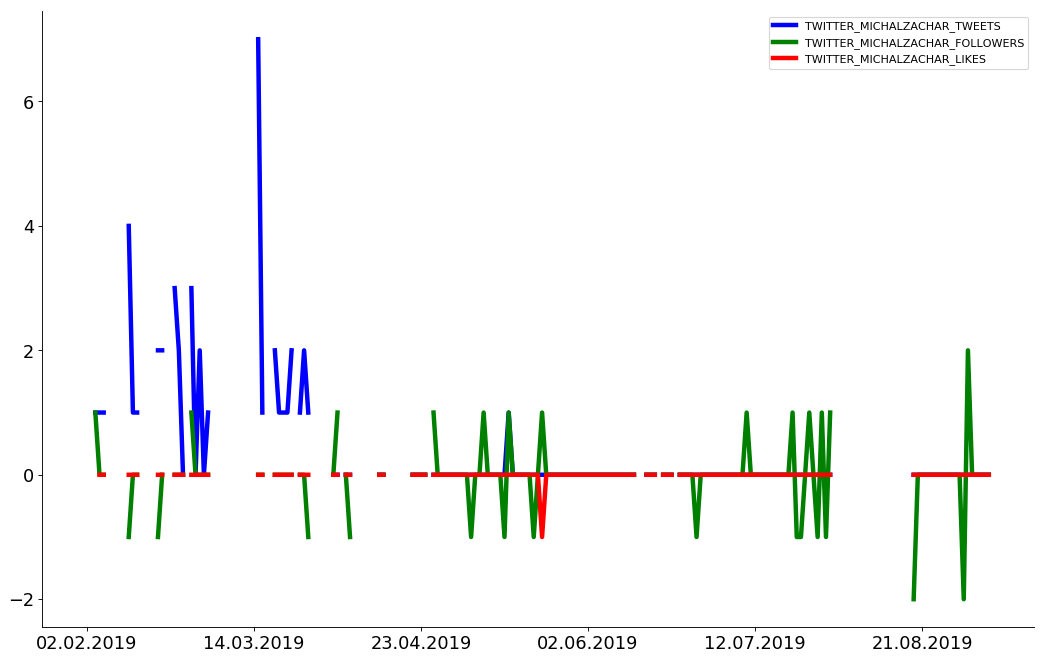 TWITTER_MICHALZACHAR_TWEETS
TWITTER_MICHALZACHAR_FOLLOWERS
TWITTER_MICHALZACHAR_LIKES
6
4
2
0
−2
02.02.2019 14.03.2019 23.04.2019 02.06.2019 12.07.2019 21.08.2019